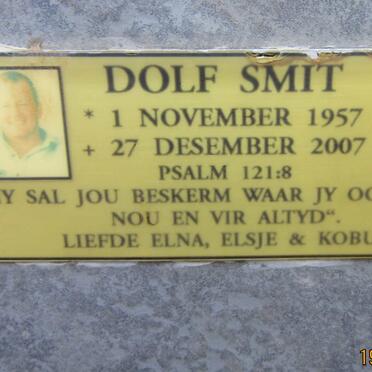 DOLF SMIT
* 1 NOVEMBER 1957
+ 27 DESEMBER 2007
PSALM 121:8
SAL JOU BESKERM WAAR JY
NOU EN VIR ALTYD“.
LIEFDE ELNA, ELSJE & KOBU
19